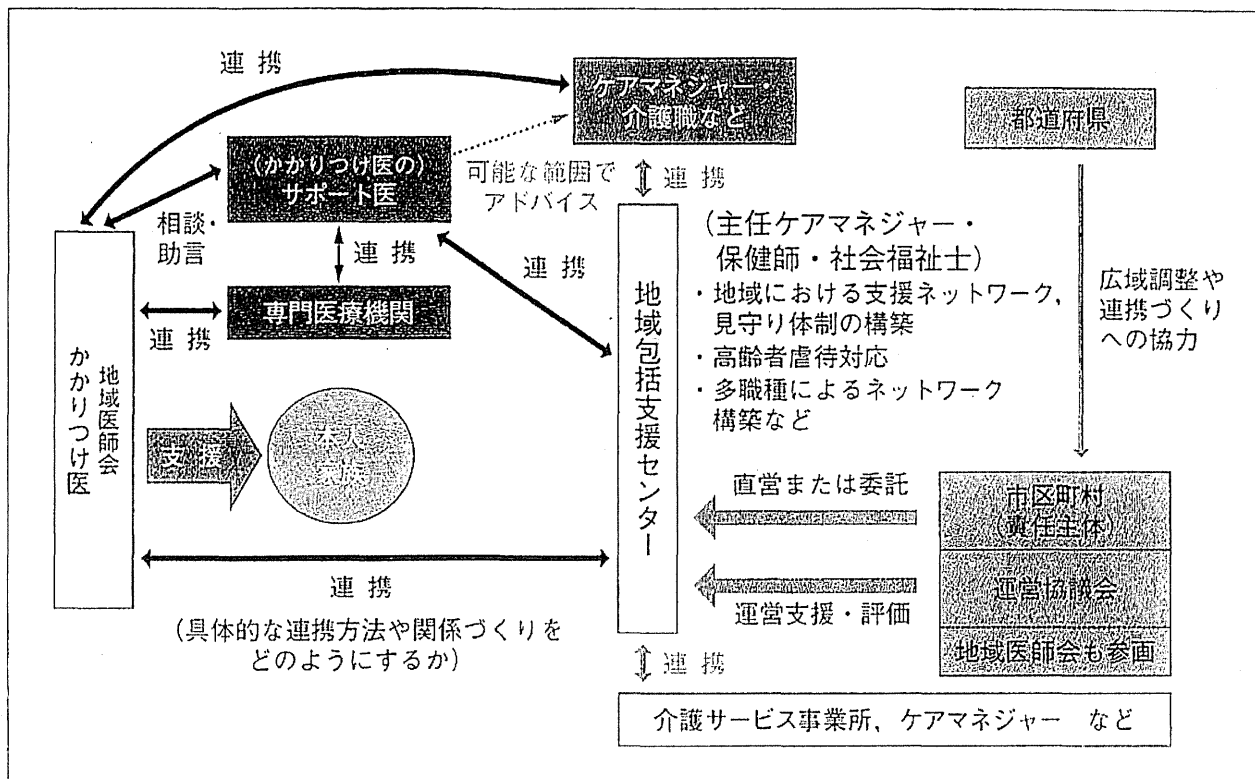 連携
ケアマネジャー・
介護職など
都道府県
(かかりつけ医の)
サポート医
可能な範囲で
アドバイス
連携
相談・
助言
連携
連携
専門医療機関
連携
地域医師会
かかりつけ医
支援
本人
家族
地域包括支援センター
(主任ケアマネジャー・
保健師・社会福祉士)
・地域における支援ネットワーク,
見守り体制の構築
・高齢者虐待対応
・多職種によるネットワーク
構築など
広域調整や
連携づくり
への協力
直営または委託
市区町村
(責任主体)
運営協議会
運営支援・評価
地域医師会も参画
連携
(具体的な連携方法や関係づくりを
どのようにするか)
連携
介護サービス事業所,ケアマネジャー など